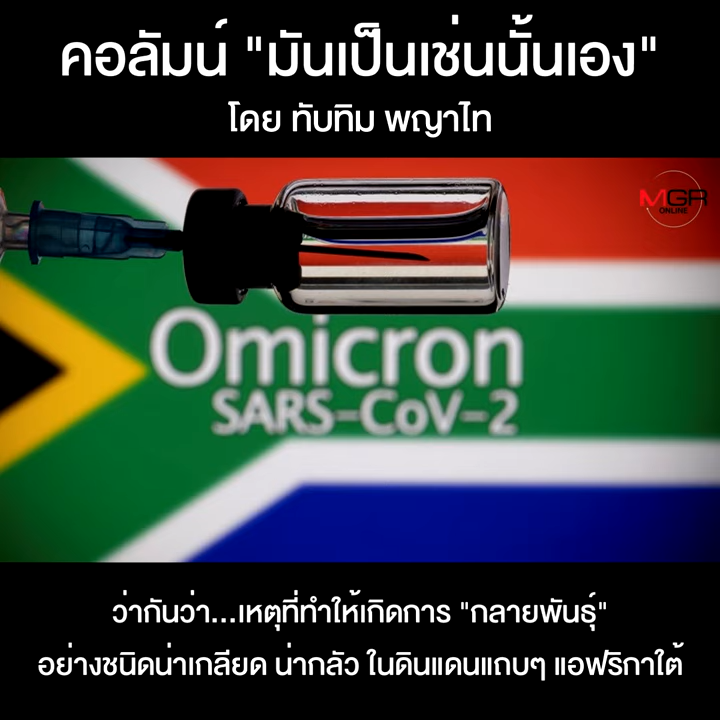 คอลัมน์ "มันเป็นเช่นนั้นเอง"
โดย ทับทิม พญาไท
MGR
ONLINE
Omicron
SARS-CoV-2
ว่ากันว่า...เหตุที่ทำให้เกิดการ "กลายพันธุ์"
อย่างชนิดน่าเกลียด น่ากลัว ในดินแดนแถบๆ แอฟริกาใต้